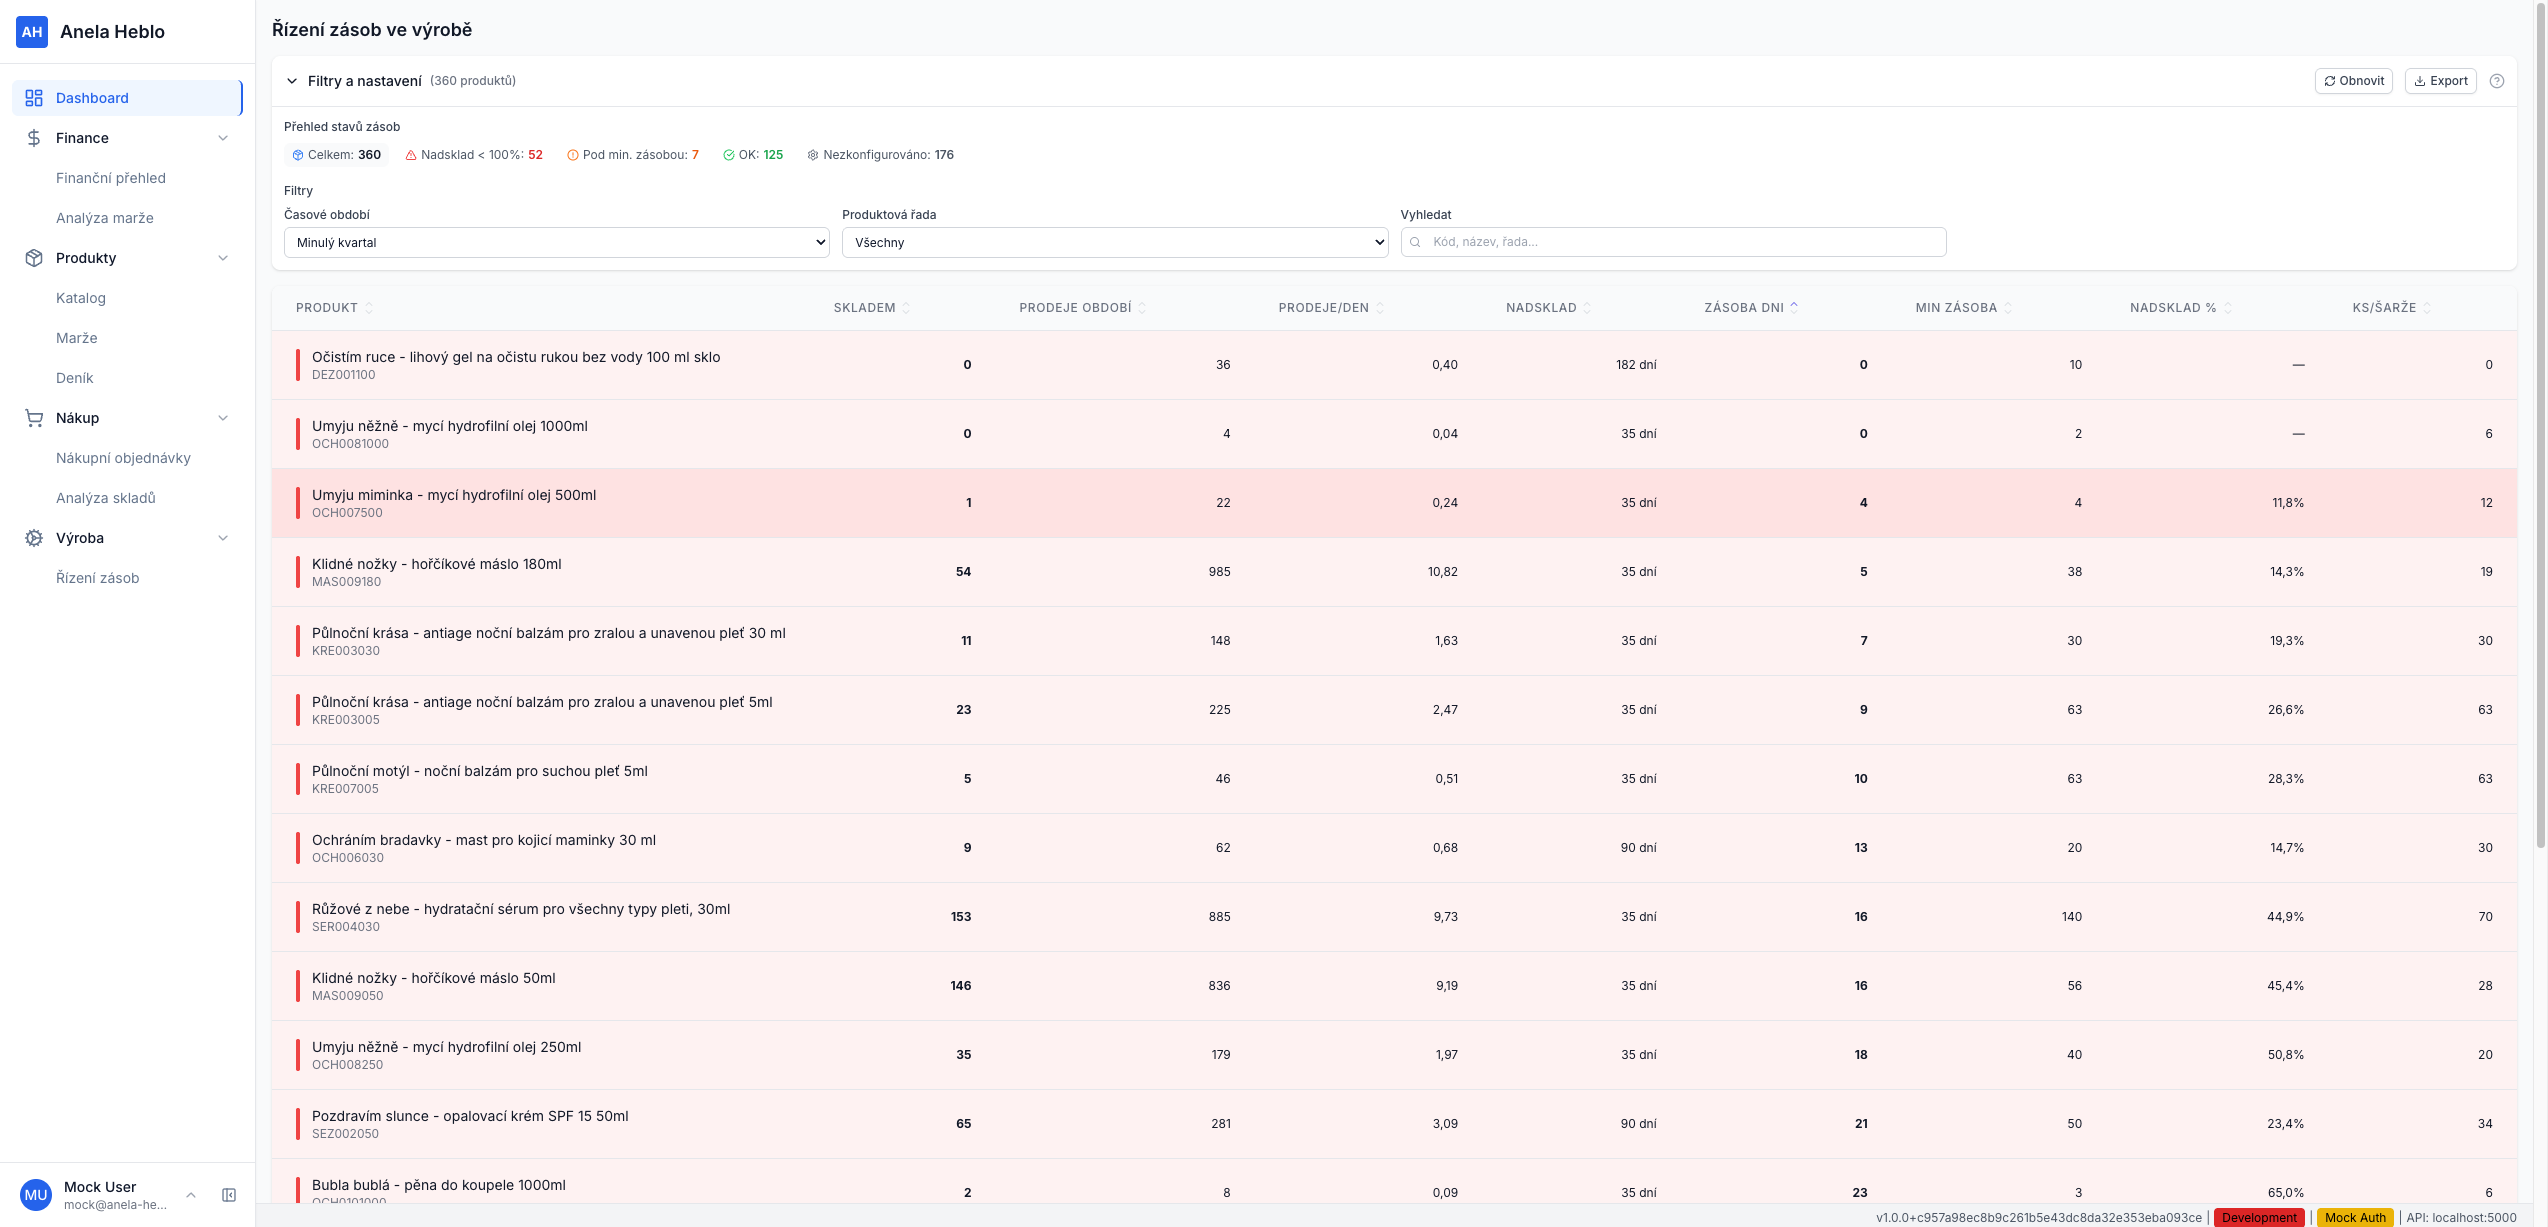 AH Anela Heblo
Dashboard
Finance
Finanční přehled
Analýza marže
Produkty
Katalog
Marže
Deník
Nákup
Nákupní objednávky
Analýza skladů
Výroba
Řízení zásob
MU Mock User
mock@anela-he...
Řízení zásob ve výrobě
Filtry a nastavení (360 produktů) Obnovit Export
Přehled stavů zásob
Celkem: 360 Nadsklad < 100%: 52 Pod min. zásobou: 7 OK: 125 Nezkonfigurováno: 176
Filtry
Časové období Produktová řada Vyhledat
Minulý kvartal Všechny Kód, název, řada...
PRODUKT SKLADEM PRODEJE OBDOBÍ PRODEJE/DEN NADSKLAD ZÁSOBA DNI MIN ZÁSOBA NADSKLAD % KS/ŠARŽE
Očistím ruce - lihový gel na očistu rukou bez vody 100 ml sklo
DEZ001100 0 36 0,40 182 dní 0 10 — 0
Umyju něžně - mycí hydrofilní olej 1000ml
OCH0081000 0 4 0,04 35 dní 0 2 — 6
Umyju miminka - mycí hydrofilní olej 500ml
OCH007500 1 22 0,24 35 dní 4 4 11,8% 12
Klidné nožky - hořčíkové máslo 180ml
MAS009180 54 985 10,82 35 dní 5 38 14,3% 19
Půlnoční krása - antiage noční balzám pro zralou a unavenou pleť 30 ml
KRE003030 11 148 1,63 35 dní 7 30 19,3% 30
Půlnoční krása - antiage noční balzám pro zralou a unavenou pleť 5ml
KRE003005 23 225 2,47 35 dní 9 63 26,6% 63
Půlnoční motýl - noční balzám pro suchou pleť 5ml
KRE007005 5 46 0,51 35 dní 10 63 28,3% 63
Ochráním bradavky - mast pro kojicí maminky 30 ml
OCH006030 9 62 0,68 90 dní 13 20 14,7% 30
Růžové z nebe - hydratační sérum pro všechny typy pleti, 30ml
SER004030 153 885 9,73 35 dní 16 140 44,9% 70
Klidné nožky - hořčíkové máslo 50ml
MAS009050 146 836 9,19 35 dní 16 56 45,4% 28
Umyju něžně - mycí hydrofilní olej 250ml
OCH008250 35 179 1,97 35 dní 18 40 50,8% 20
Pozdravím slunce - opalovací krém SPF 15 50ml
SEZ002050 65 281 3,09 90 dní 21 50 23,4% 34
Bubla bublá - pěna do koupele 1000ml
OCH0101000 2 8 0,09 35 dní 23 3 65,0% 6
v1.0.0+c957a98ec8b9c261b5e43dc8da32e353eba093ce | Development | Mock Auth | API: localhost:5000